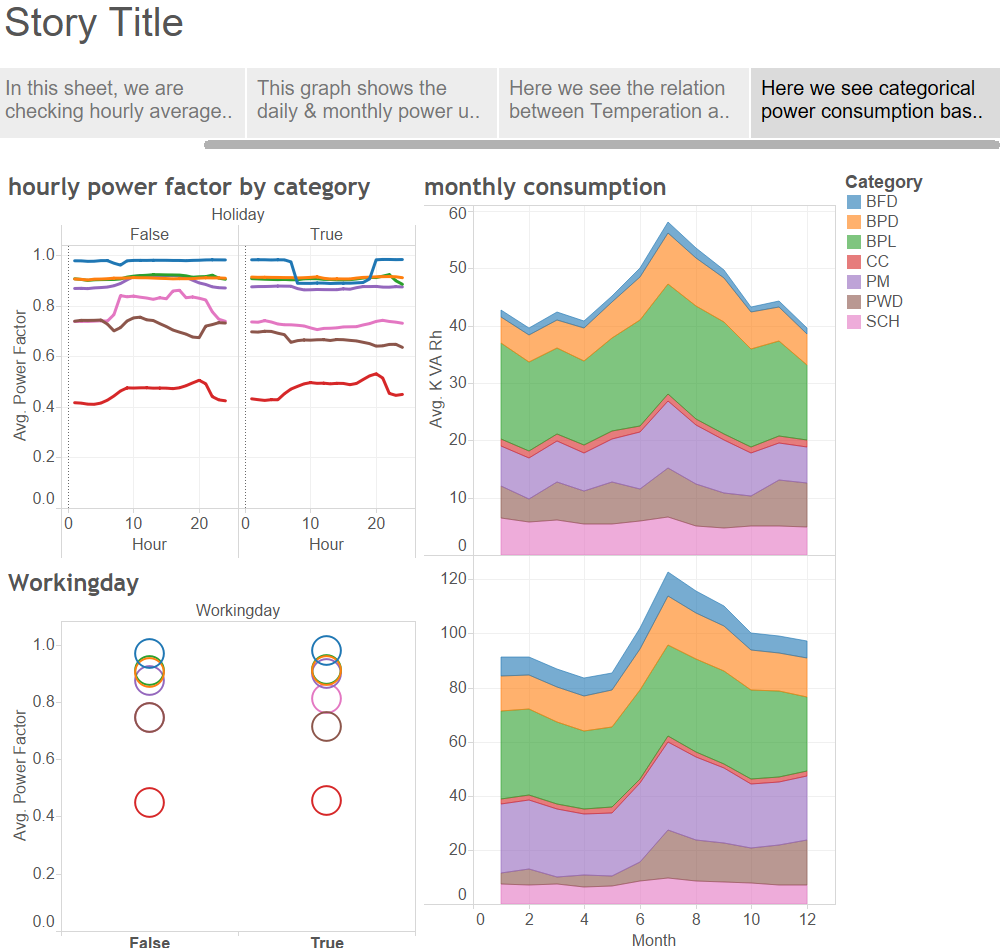 Story Title
In this sheet, we are
checking hourly average..
This graph shows the
daily & monthly power u..
Here we see the relation
between Temperation a..
Here we see categorical
power consumption bas..
hourly power factor by category
Holiday
False
True
1.0
0.8
0.6
0.4
0.2
0.0
Avg. Power Factor
0
10
20
0
10
20
Hour
Hour
Workingday
Workingday
1.0
0.8
0.6
0.4
0.2
0.0
Avg. Power Factor
False
True
monthly consumption
60
50
40
30
20
10
0
Avg. K VA Rh
120
100
80
60
40
20
0
0
2
4
6
8
10
12
Month
Category
BFD
BPD
BPL
CC
PM
PWD
SCH